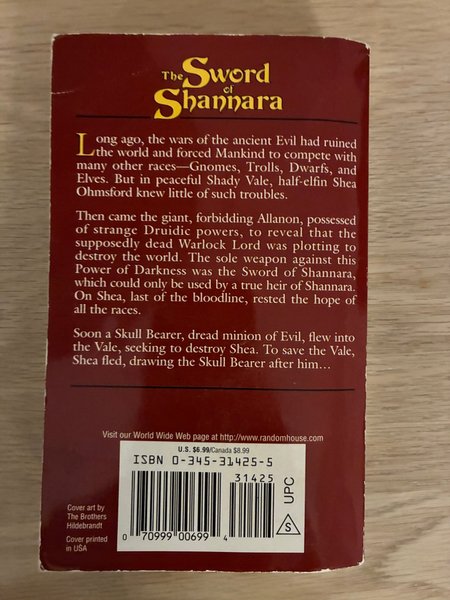 The Sword
of
Shannara
Long ago, the wars of the ancient Evil had ruined
the world and forced Mankind to compete with
many other races—Gnomes, Trolls, Dwarfs, and
Elves. But in peaceful Shady Vale, half-elfin Shea
Ohmsford knew little of such troubles.
Then came the giant, forbidding Allanon, possessed
of strange Druidic powers, to reveal that the
supposedly dead Warlock Lord was plotting to
destroy the world. The sole weapon against this
Power of Darkness was the Sword of Shannara,
which could only be used by a true heir of Shannara.
On Shea, last of the bloodline, rested the hope of
all the races.
Soon a Skull Bearer, dread minion of Evil, flew into
the Vale, seeking to destroy Shea. To save the Vale,
Shea fled, drawing the Skull Bearer after him...
Visit our World Wide Web page at http://www.randomhouse.com
U.S. $6.99/Canada $8.99
ISBN 0-345-31425-5
31425
UPC
S
Cover art by
The Brothers
Hildebrandt
Cover printed
in USA
0 70999 00699 4